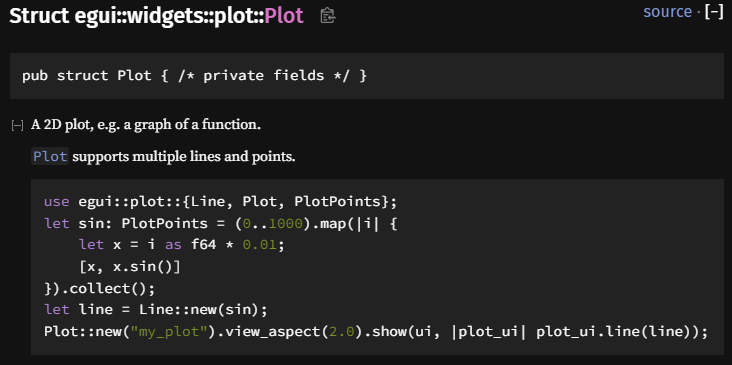 Struct egui::widgets::plot::Plot
source · [−]
pub struct Plot { /* private fields */ }
[−] A 2D plot, e.g. a graph of a function.
Plot supports multiple lines and points.
use egui::plot::{Line, Plot, PlotPoints};
let sin: PlotPoints = (0..1000).map(|i| {
    let x = i as f64 * 0.01;
    [x, x.sin()]
}).collect();
let line = Line::new(sin);
Plot::new("my_plot").view_aspect(2.0).show(ui, |plot_ui| plot_ui.line(line));